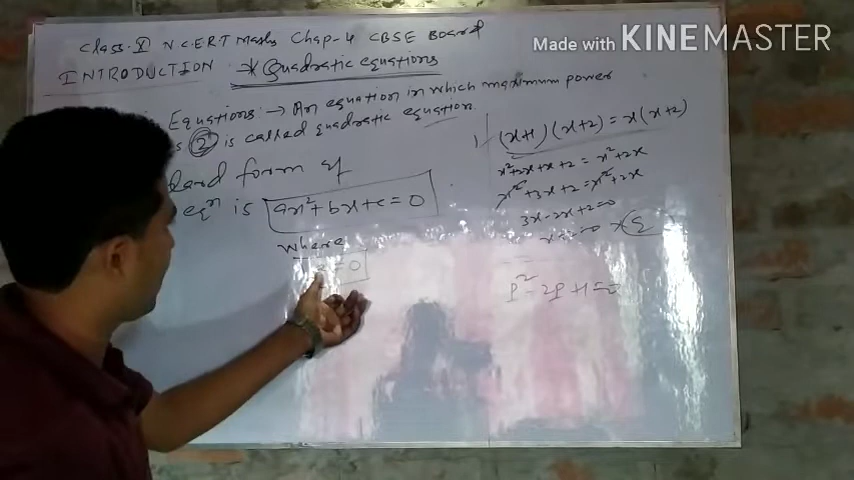 Class-X N.C.E.R.T Maths Chap-4 CBSE Board
Made with KINEMASTER
INTRODUCTION * Quadratic equations
Equations :→ An equation in which maximum power
is 2 is called quadratic equation.
dard form of
eqn is ax²+bx+c=0
where
1) (x+1)(x+2)=x(x+2)
x²+2x+x+2=x²+2x
x²+3x+2=x²+2x
3x-2x+2=0
p²-2p+1=0